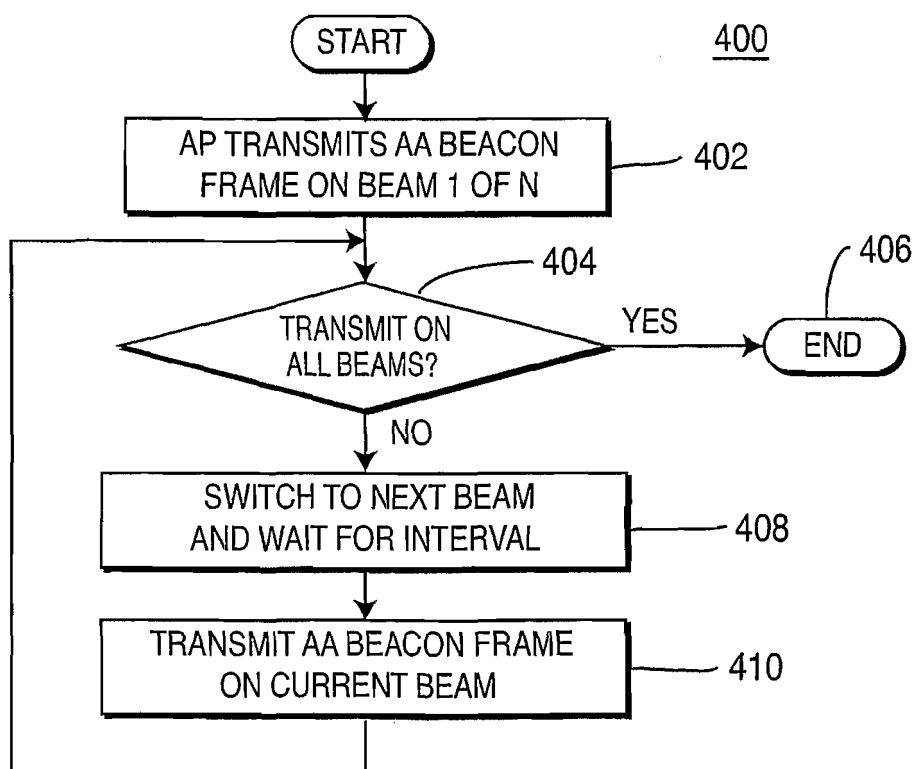 START
400
AP TRANSMITS AA BEACON
FRAME ON BEAM 1 OF N
402
404
406
TRANSMIT ON
ALL BEAMS?
YES
END
NO
SWITCH TO NEXT BEAM
AND WAIT FOR INTERVAL
408
TRANSMIT AA BEACON FRAME
ON CURRENT BEAM
410